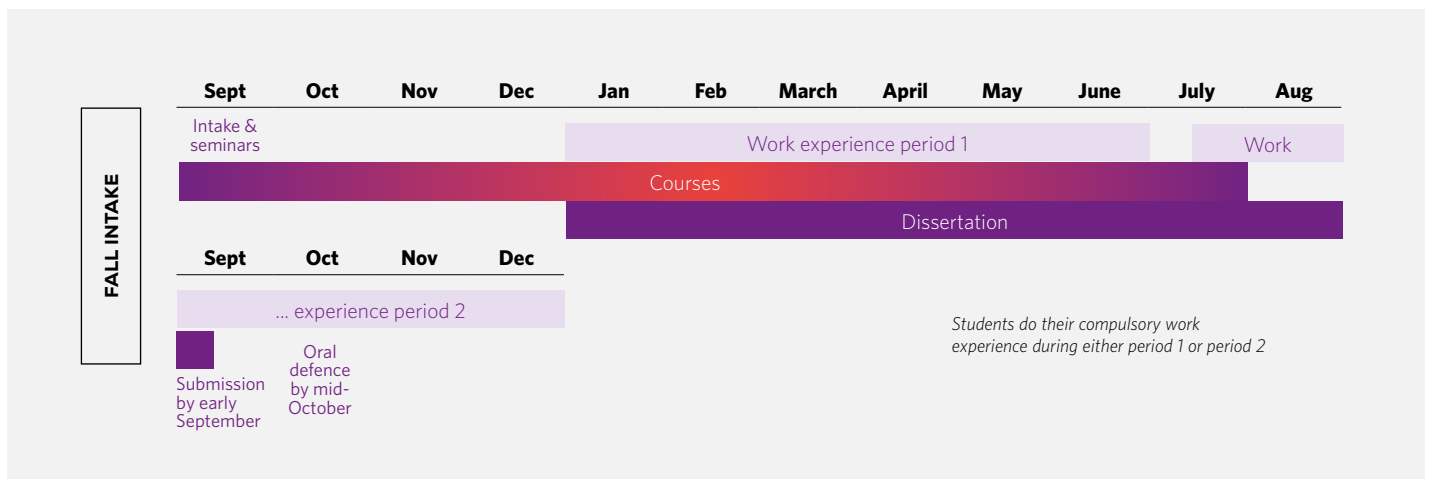 FALL INTAKE
Sept Oct Nov Dec Jan Feb March April May June July Aug
Intake &
seminars
Work experience period 1
Work
Courses
Dissertation
Sept Oct Nov Dec
... experience period 2
Submission
by early
September
Oral
defence
by mid-
October
Students do their compulsory work
experience during either period 1 or period 2